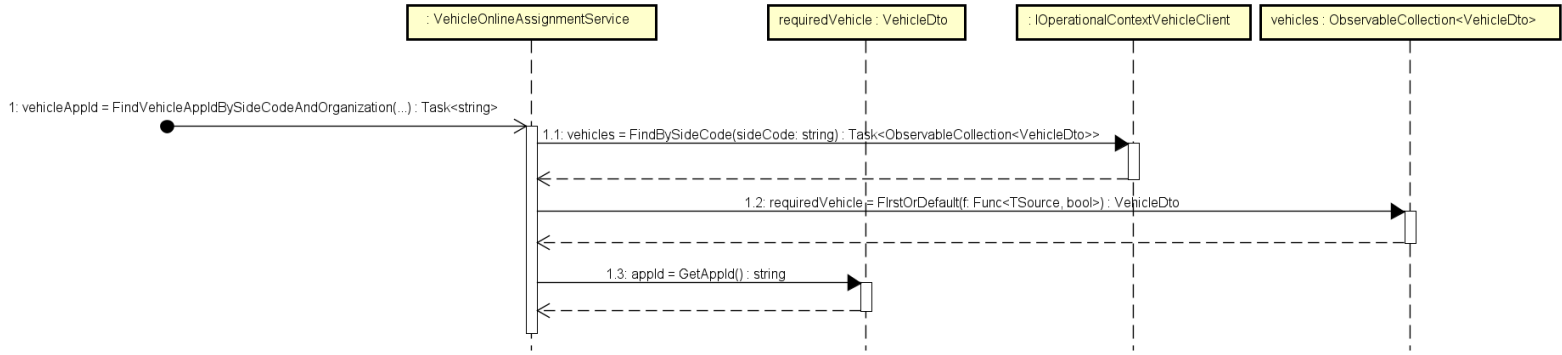 : VehicleOnlineAssignmentService
requiredVehicle : VehicleDto
: IOperationalContextVehicleClient
vehicles : ObservableCollection<VehicleDto>
1: vehicleAppId = FindVehicleAppIdBySideCodeAndOrganization(...) : Task<string>
1.1: vehicles = FindBySideCode(sideCode: string) : Task<ObservableCollection<VehicleDto>>
1.2: requiredVehicle = FIrstOrDefault(f: Func<TSource, bool>) : VehicleDto
1.3: appId = GetAppId() : string